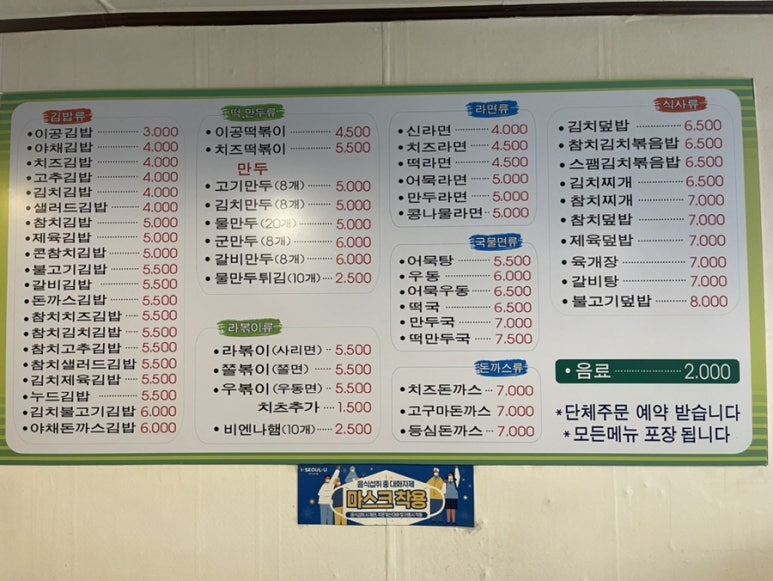 김밥류
•이공김밥 3.000
•야채김밥 4.000
•치즈김밥 4.000
•고추김밥 4.000
•김치김밥 4.000
•샐러드김밥 4.000
•참치김밥 5.000
•제육김밥 5.000
•콘참치김밥 5.000
•불고기김밥 5.500
•갈비김밥 5.500
•돈까스김밥 5.500
•참치치즈김밥 5.500
•참치김치김밥 5.500
•참치고추김밥 5.500
•참치샐러드김밥 5.500
•김치제육김밥 5.500
•누드김밥 5.500
•김치불고기김밥 6.000
•야채돈까스김밥 6.000
떡,만두류
•이공떡볶이 4.500
•치즈떡볶이 5.500
만두
•고기만두(8개) 5.000
•김치만두(8개) 5.000
•물만두(20개) 5.000
•군만두(8개) 6.000
•갈비만두(8개) 6.000
•물만두튀김(10개) 2.500
라볶이류
•라볶이(사리면) 5.500
•쫄볶이(쫄면) 5.500
•우볶이(우동면) 5.500
치츠추가 1.500
•비엔나햄(10개) 2.500
라면류
•신라면 4.000
•치즈라면 4.500
•떡라면 4.500
•어묵라면 5.000
•만두라면 5.000
•콩나물라면 5.000
국물면류
•어묵탕 5.500
•우동 6.000
•어묵우동 6.500
•떡국 6.500
•만두국 7.000
•떡만두국 7.500
돈까스류
•치즈돈까스 7.000
•고구마돈까스 7.000
•등심돈까스 7.000
식사류
•김치덮밥 6.500
•참치김치볶음밥 6.500
•스팸김치볶음밥 6.500
•김치찌개 6.500
•참치찌개 7.000
•참치덮밥 7.000
•제육덮밥 7.000
•육개장 7.000
•갈비탕 7.000
•불고기덮밥 8.000
•음료 2.000
*단체주문 예약 받습니다
*모든메뉴 포장 됩니다
I·SEOUL·U
음식섭취 중 대화자제
마스크 착용